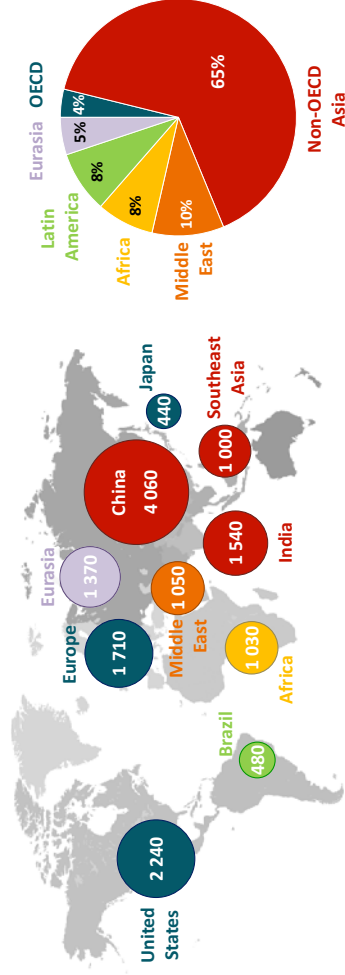 United
States
2 240
Brazil
480
Europe
1 710
Eurasia
1 370
Middle
East
1 050
Africa
1 030
China
4 060
India
1 540
Southeast
Asia
1 000
Japan
440
OECD
4%
Eurasia
5%
Latin
America
8%
Africa
8%
Middle
East
10%
65%
Non-OECD
Asia